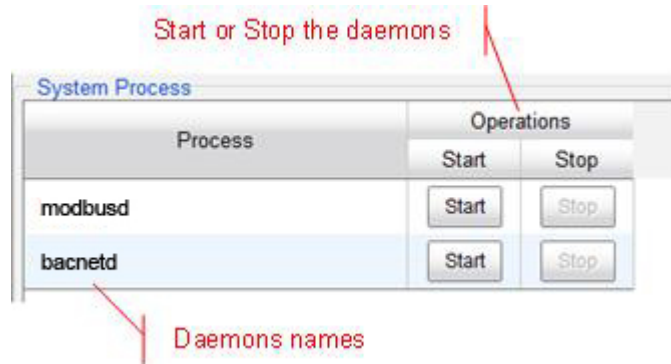 Start or Stop the daemons
System Process
Process
Operations
Start Stop
modbusd Start Stop
bacnetd Start Stop
Daemons names